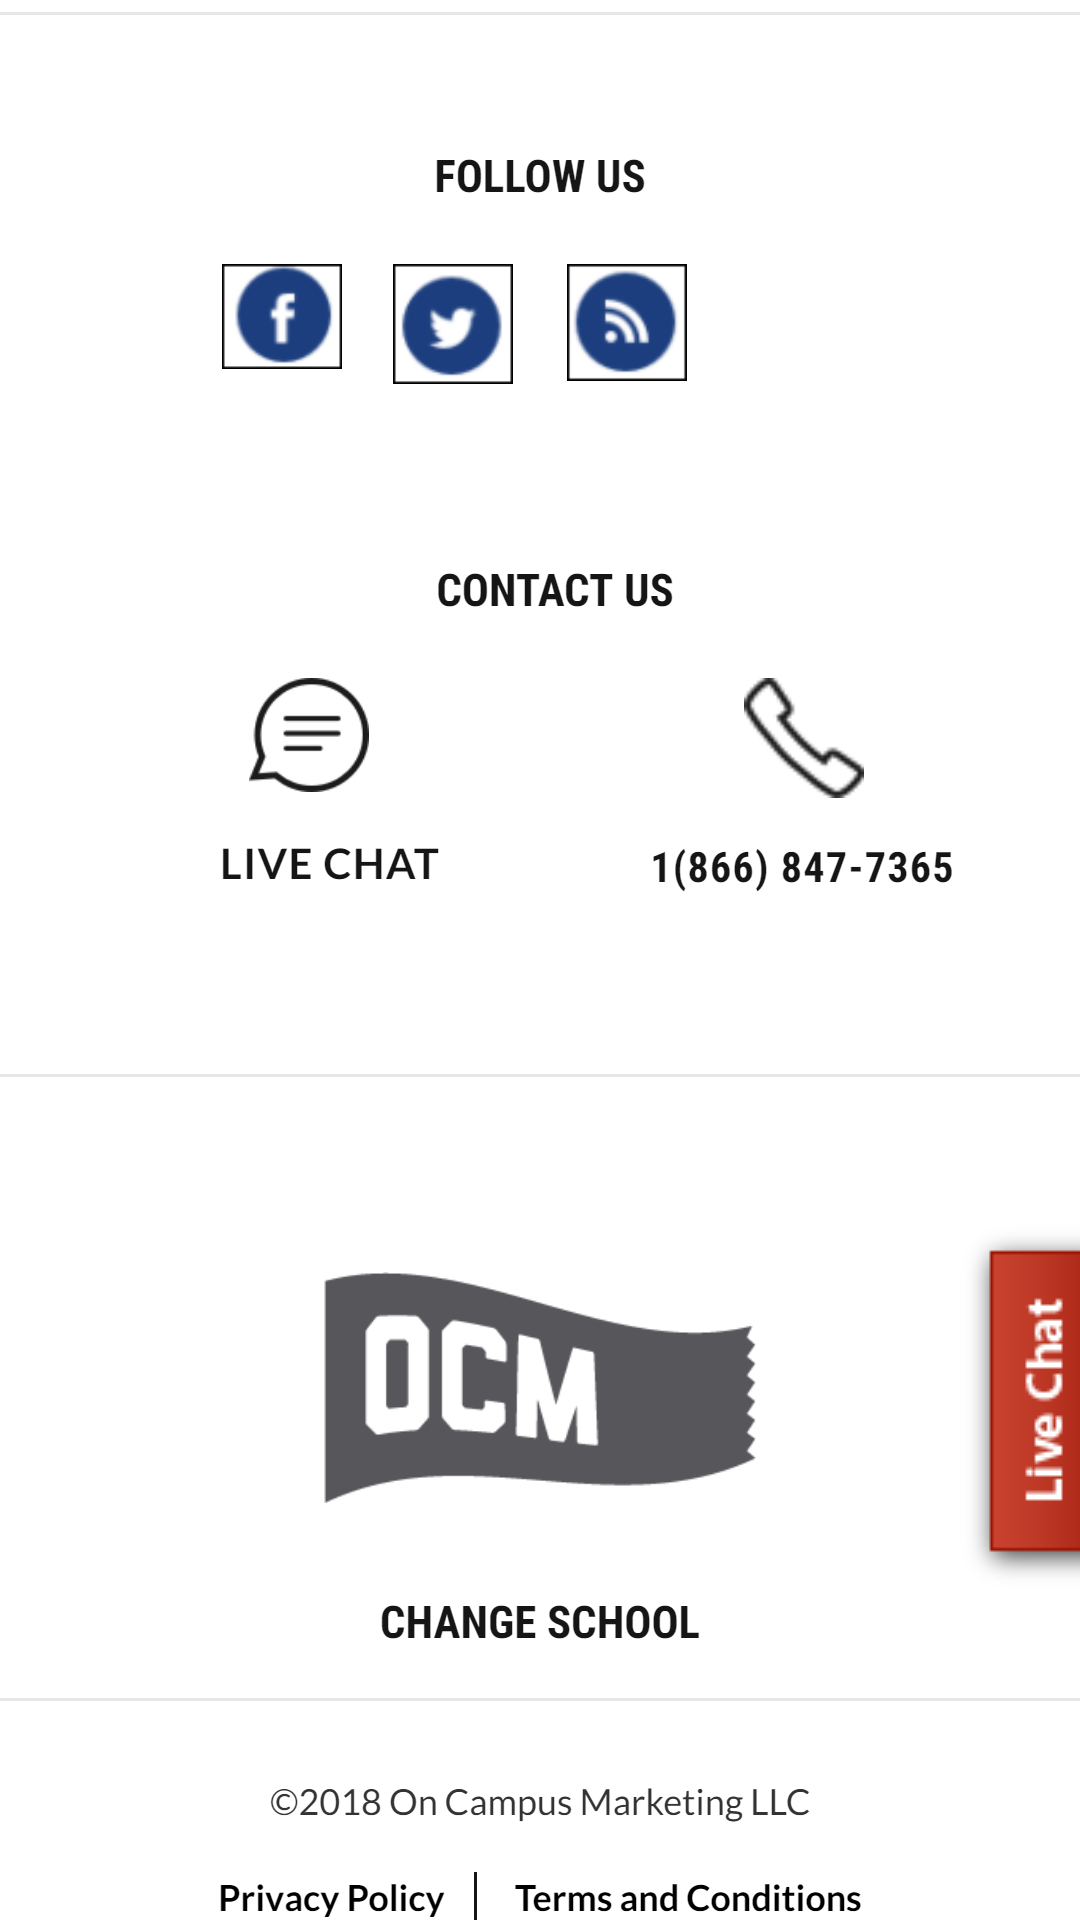 FOLLOW US
CONTACT US
LIVE CHAT
1(866) 847-7365
OCM
Live Chat
CHANGE SCHOOL
©2018 On Campus Marketing LLC
Privacy Policy | Terms and Conditions